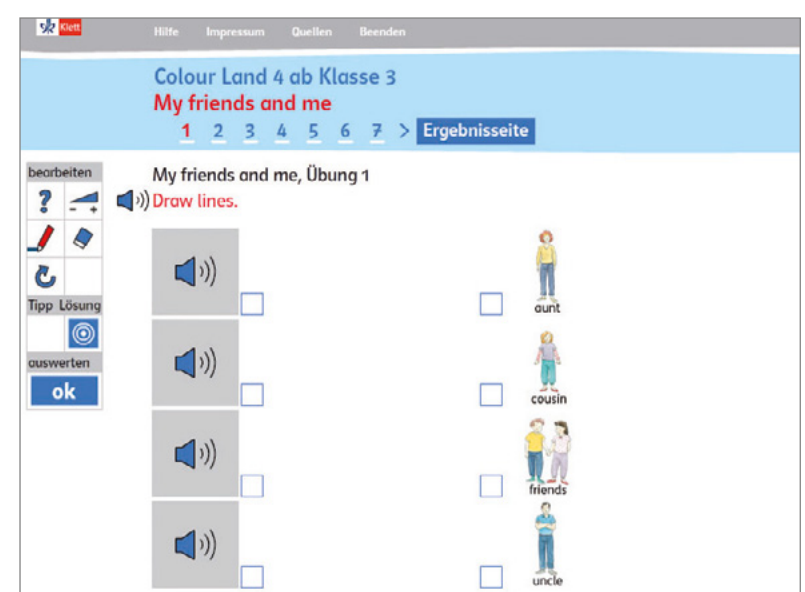 Klett
Hilfe Impressum Quellen Beenden
Colour Land 4 ab Klasse 3
My friends and me
1 2 3 4 5 6 7 > Ergebnisseite
bearbeiten
My friends and me, Übung 1
? - +
Draw lines.
Tipp Lösung
auswerten
ok
aunt
cousin
friends
uncle